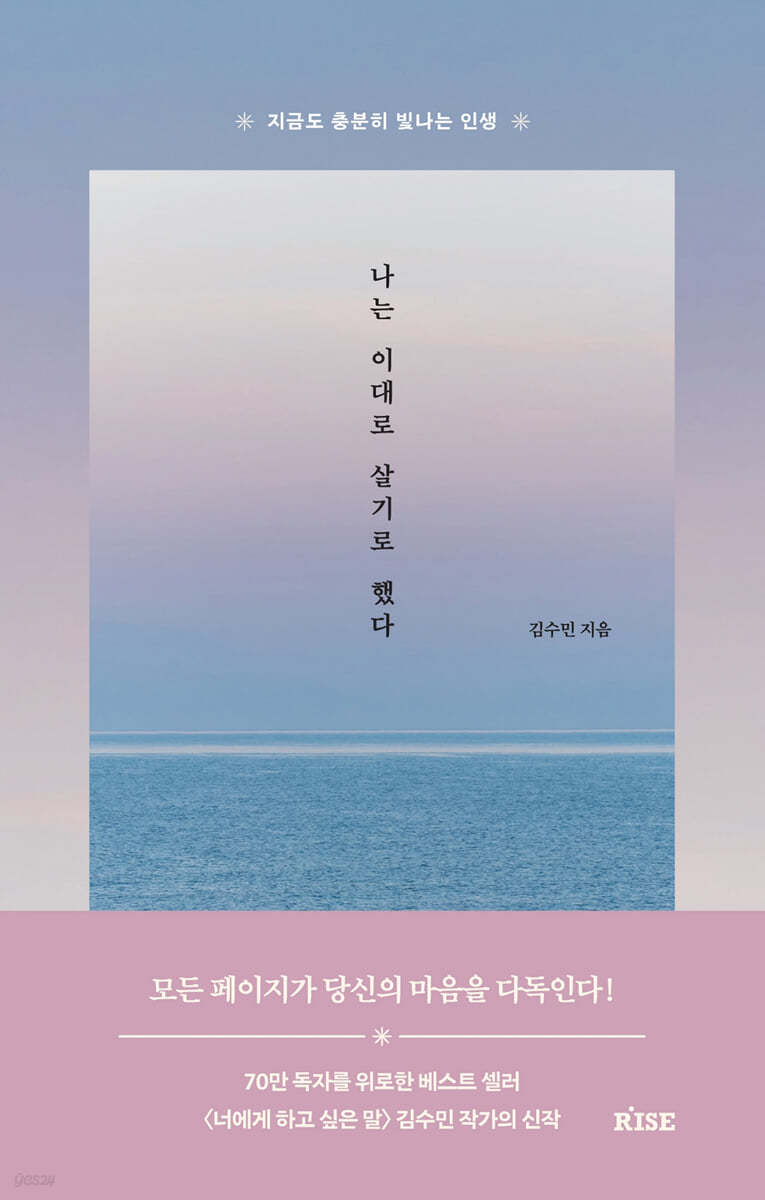 ✳ 지금도 충분히 빛나는 인생 ✳
나는 이대로 살기로 했다
김수민 지음
모든 페이지가 당신의 마음을 다독인다!
70만 독자를 위로한 베스트 셀러
〈너에게 하고 싶은 말〉 김수민 작가의 신작
RISE
yes24